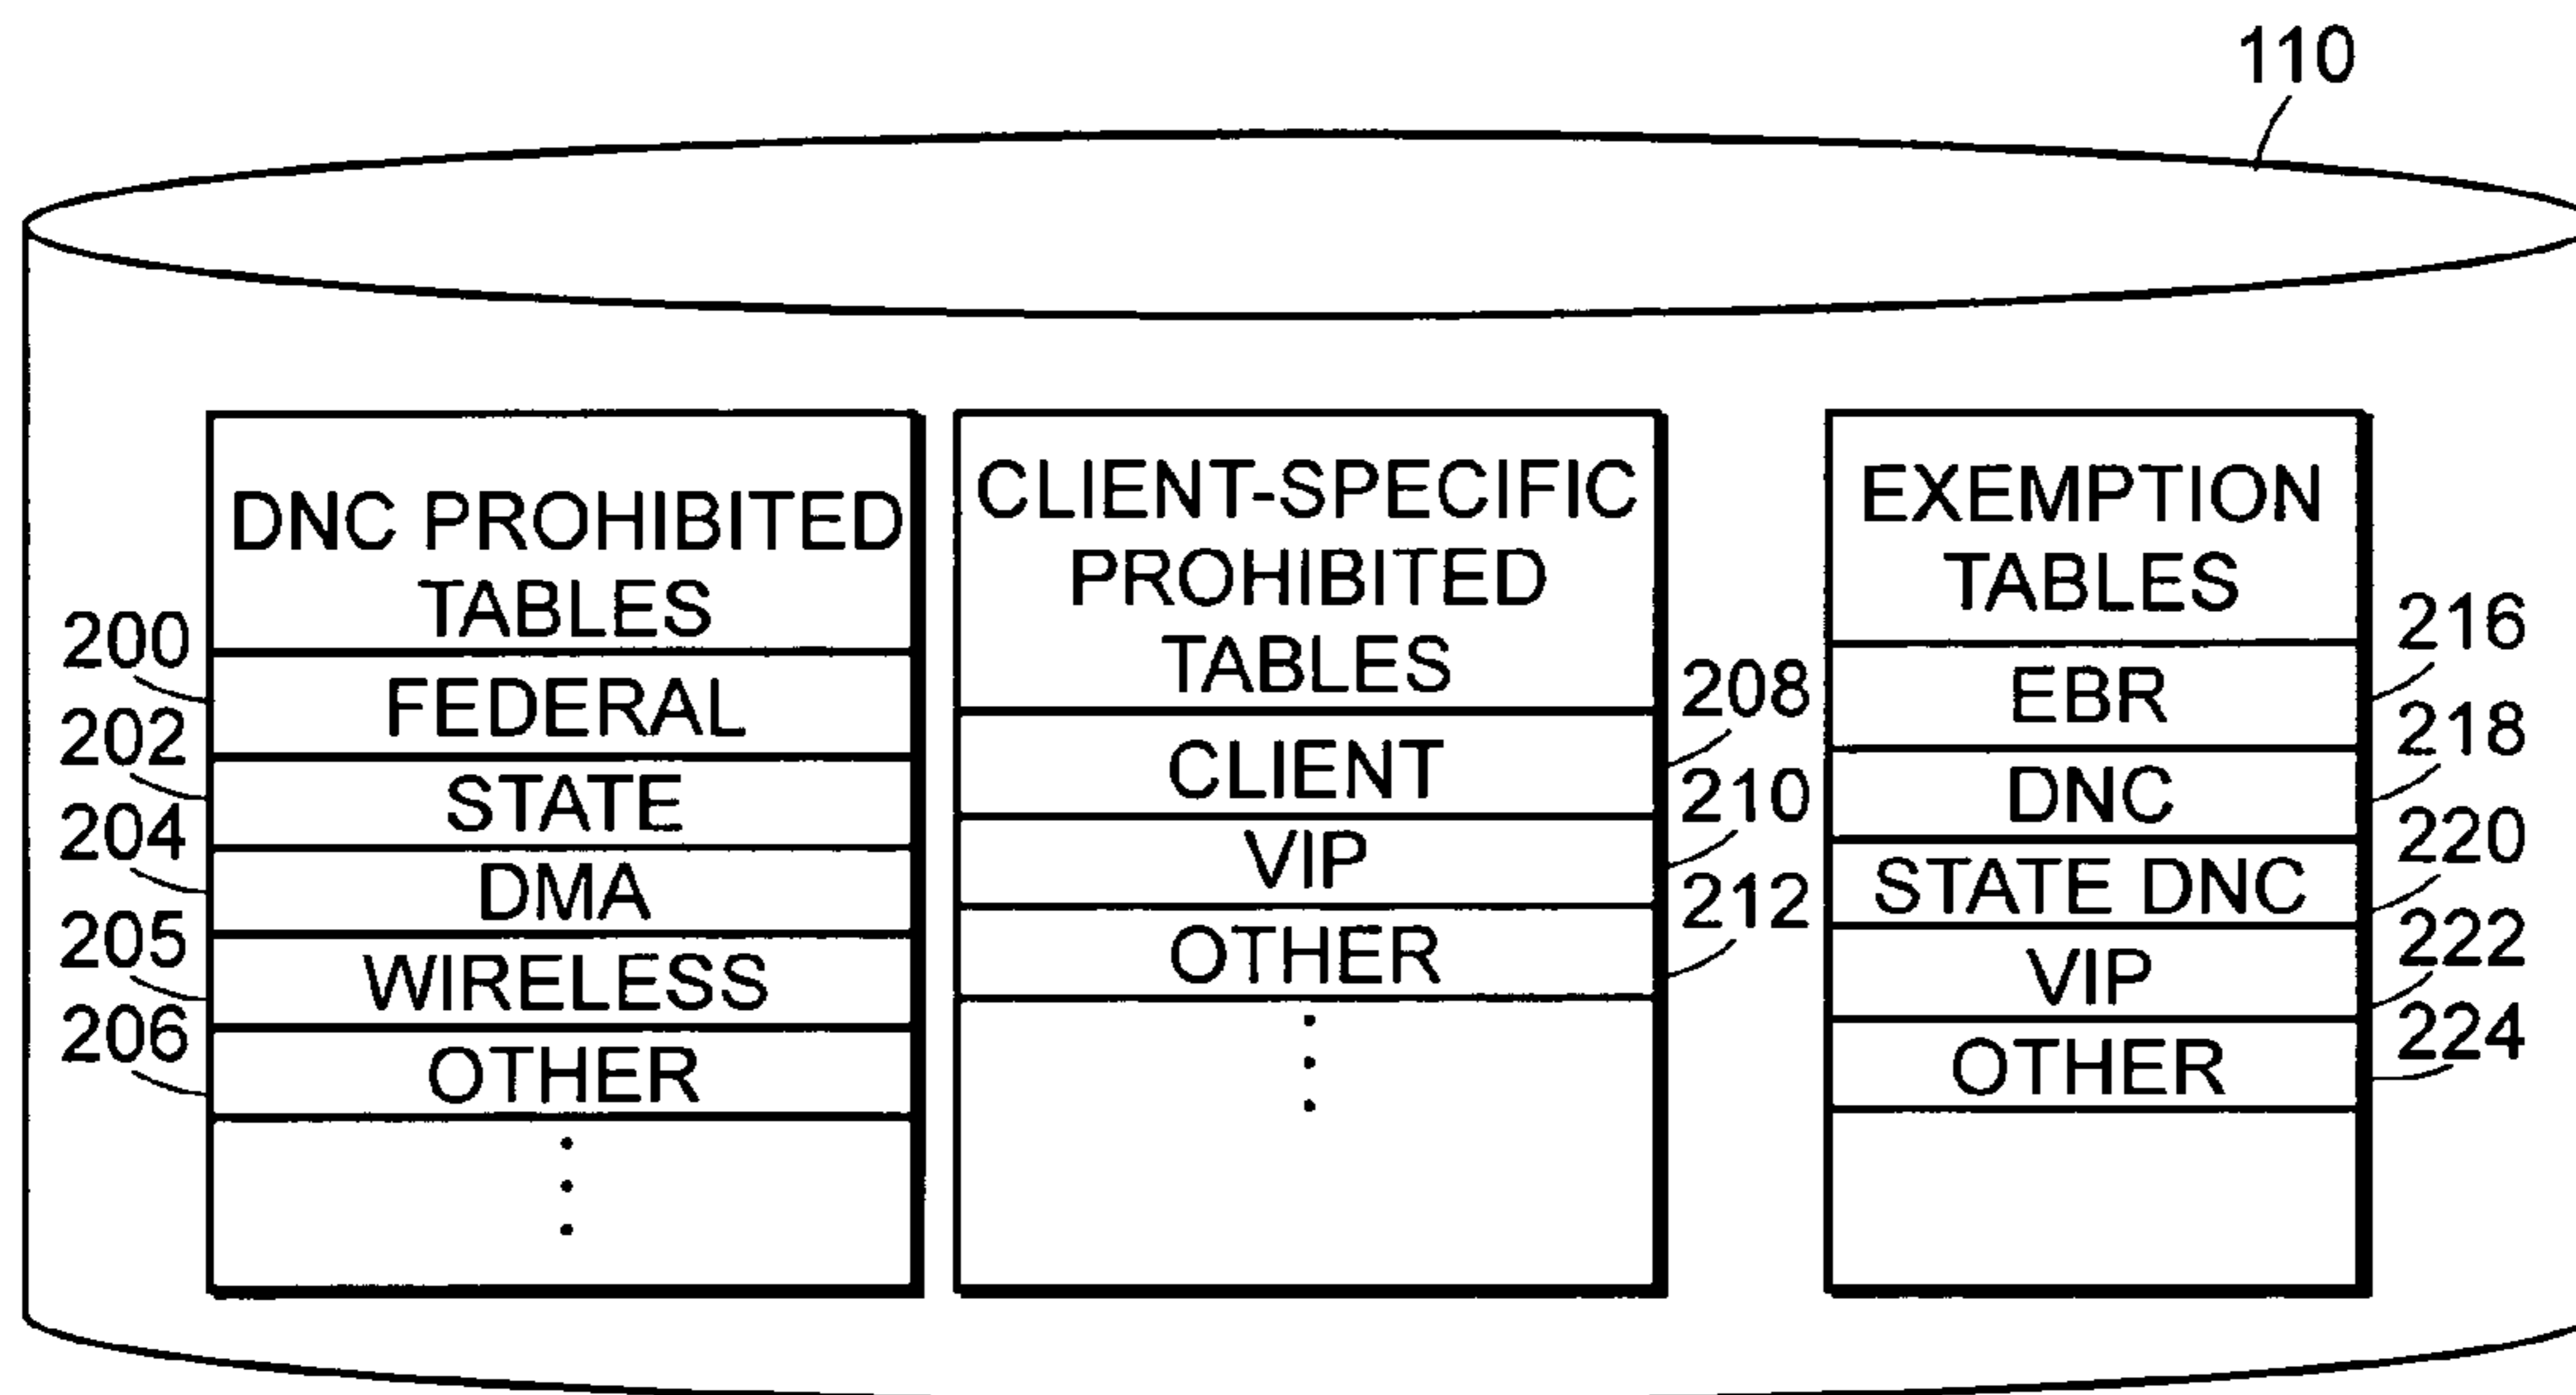 110
DNC PROHIBITED
TABLES
200
FEDERAL
202
STATE
204
DMA
205
WIRELESS
206
OTHER
CLIENT-SPECIFIC
PROHIBITED
TABLES
208
CLIENT
210
VIP
212
OTHER
EXEMPTION
TABLES
216
EBR
218
DNC
220
STATE DNC
222
VIP
224
OTHER